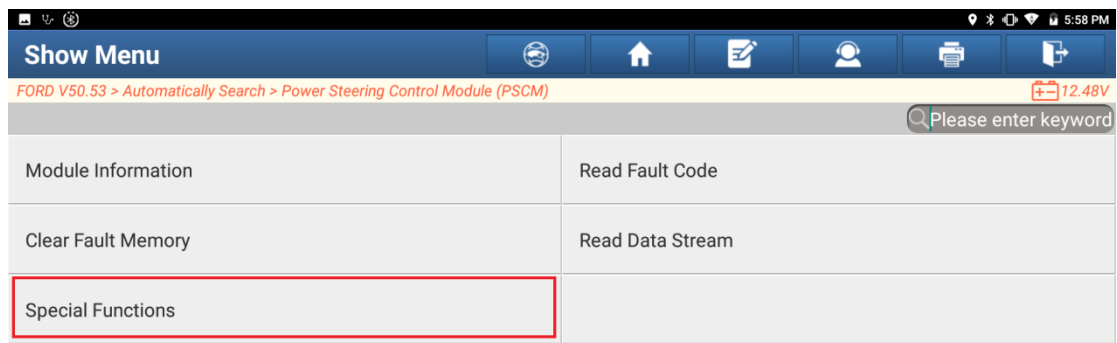 5:58 PM
Show Menu
FORD V50.53 > Automatically Search > Power Steering Control Module (PSCM)
12.48V
Please enter keyword
Module Information
Read Fault Code
Clear Fault Memory
Read Data Stream
Special Functions